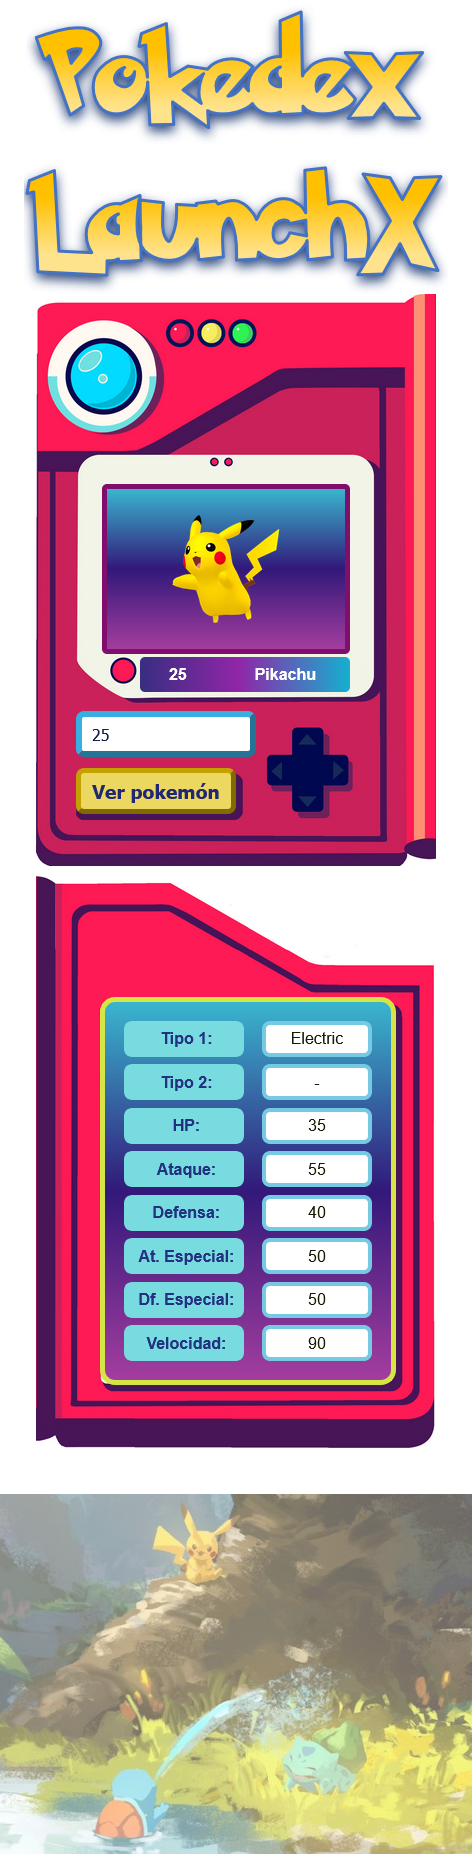 Pokedex
LaunchX
25 Pikachu
25
Ver pokemón
Tipo 1: Electric
Tipo 2: -
HP: 35
Ataque: 55
Defensa: 40
At. Especial: 50
Df. Especial: 50
Velocidad: 90